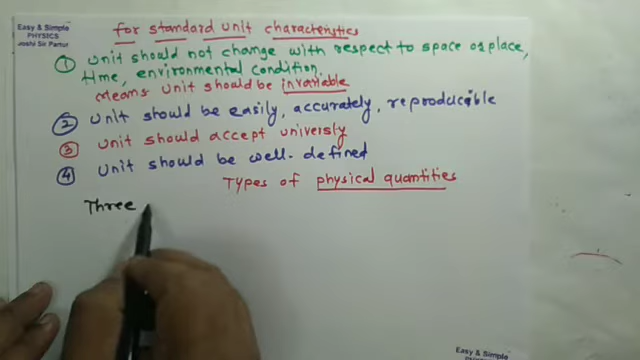 Easy & Simple
PHYSICS
Joshi Sir Partur
for standard unit characteristics
① Unit should not change with respect to space or place,
time, environmental condition.
means unit should be invariable
② Unit should be easily, accurately, reproducible
③ Unit should accept universly
④ Unit should be well-defined
Types of physical quantities
Three
Easy & Simple